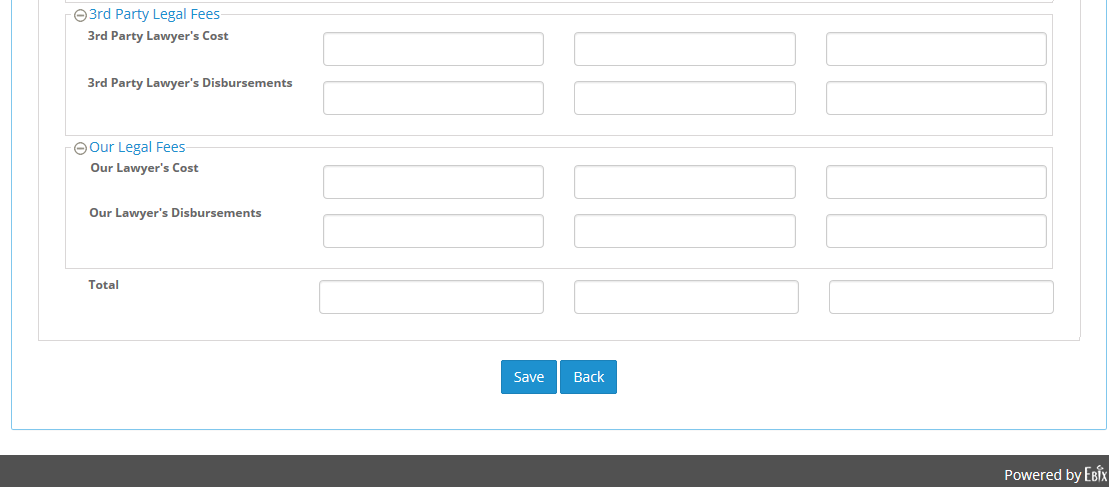 3rd Party Legal Fees
3rd Party Lawyer's Cost
3rd Party Lawyer's Disbursements
Our Legal Fees
Our Lawyer's Cost
Our Lawyer's Disbursements
Total
Save Back
Powered by EBIX